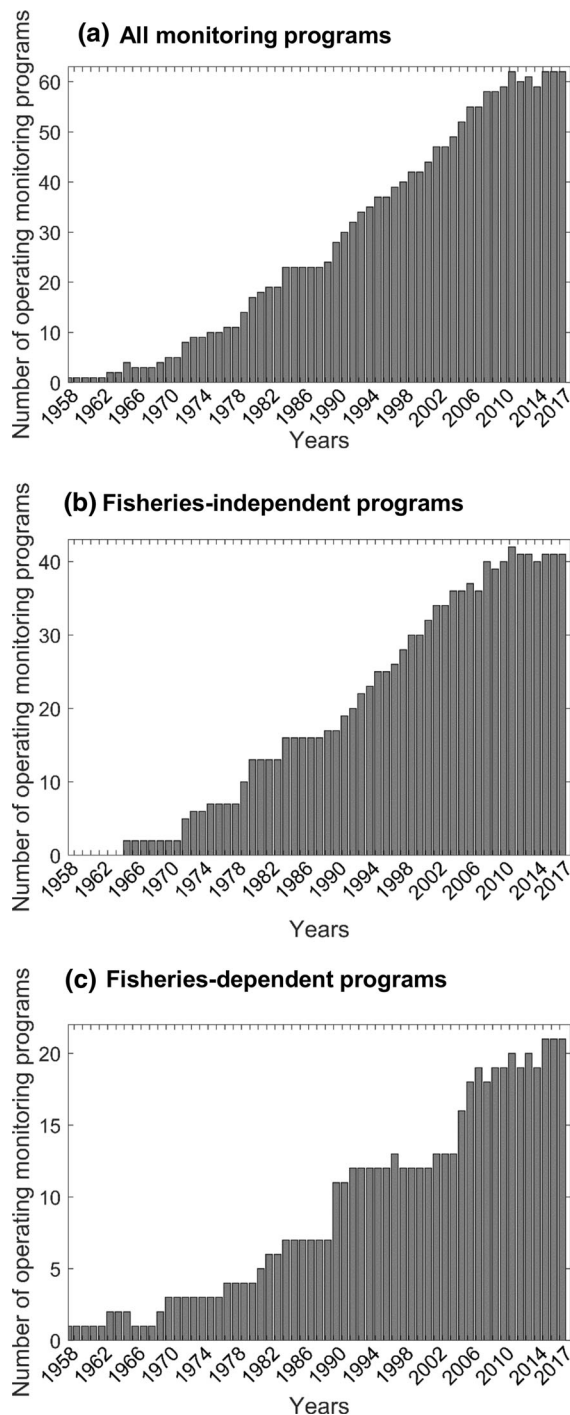 (a) All monitoring programs
Number of operating monitoring programs
60
50
40
30
20
10
0
1958 1962 1966 1970 1974 1978 1982 1986 1990 1994 1998 2002 2006 2010 2014 2017
Years
(b) Fisheries-independent programs
Number of operating monitoring programs
40
30
20
10
0
1958 1962 1966 1970 1974 1978 1982 1986 1990 1994 1998 2002 2006 2010 2014 2017
Years
(c) Fisheries-dependent programs
Number of operating monitoring programs
20
15
10
5
0
1958 1962 1966 1970 1974 1978 1982 1986 1990 1994 1998 2002 2006 2010 2014 2017
Years